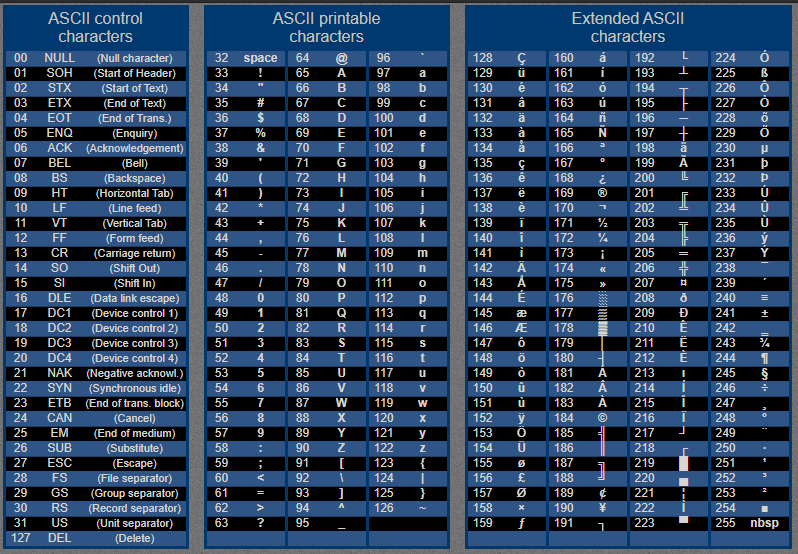 ASCII control
characters
00 NULL (Null character)
01 SOH (Start of Header)
02 STX (Start of Text)
03 ETX (End of Text)
04 EOT (End of Trans.)
05 ENQ (Enquiry)
06 ACK (Acknowledgement)
07 BEL (Bell)
08 BS (Backspace)
09 HT (Horizontal Tab)
10 LF (Line feed)
11 VT (Vertical Tab)
12 FF (Form feed)
13 CR (Carriage return)
14 SO (Shift Out)
15 SI (Shift In)
16 DLE (Data link escape)
17 DC1 (Device control 1)
18 DC2 (Device control 2)
19 DC3 (Device control 3)
20 DC4 (Device control 4)
21 NAK (Negative acknowl.)
22 SYN (Synchronous idle)
23 ETB (End of trans. block)
24 CAN (Cancel)
25 EM (End of medium)
26 SUB (Substitute)
27 ESC (Escape)
28 FS (File separator)
29 GS (Group separator)
30 RS (Record separator)
31 US (Unit separator)
127 DEL (Delete)
ASCII printable
characters
32 space 64 @ 96 `
33 ! 65 A 97 a
34 " 66 B 98 b
35 # 67 C 99 c
36 $ 68 D 100 d
37 % 69 E 101 e
38 & 70 F 102 f
39 ' 71 G 103 g
40 ( 72 H 104 h
41 ) 73 I 105 i
42 * 74 J 106 j
43 + 75 K 107 k
44 , 76 L 108 l
45 - 77 M 109 m
46 . 78 N 110 n
47 / 79 O 111 o
48 0 80 P 112 p
49 1 81 Q 113 q
50 2 82 R 114 r
51 3 83 S 115 s
52 4 84 T 116 t
53 5 85 U 117 u
54 6 86 V 118 v
55 7 87 W 119 w
56 8 88 X 120 x
57 9 89 Y 121 y
58 : 90 Z 122 z
59 ; 91 [ 123 {
60 < 92 \ 124 |
61 = 93 ] 125 }
62 > 94 ^ 126 ~
63 ? 95 _
Extended ASCII
characters
128 Ç 160 á 192 └ 224 Ó
129 ü 161 í 193 ┴ 225 ß
130 é 162 ó 194 ┬ 226 Ô
131 â 163 ú 195 ├ 227 Ò
132 ä 164 ñ 196 ─ 228 õ
133 à 165 Ñ 197 ┼ 229 Õ
134 å 166 ª 198 ã 230 µ
135 ç 167 º 199 Ã 231 þ
136 ê 168 ¿ 200 ╚ 232 Þ
137 ë 169 ® 201 ╔ 233 Ú
138 è 170 ¬ 202 ╩ 234 Û
139 ï 171 ½ 203 ╦ 235 Ù
140 î 172 ¼ 204 ╠ 236 ý
141 ì 173 ¡ 205 ═ 237 Ý
142 Ä 174 « 206 ╬ 238 ¯
143 Å 175 » 207 ¤ 239 ´
144 É 176 ░ 208 ð 240 ≡
145 æ 177 ▒ 209 Ð 241 ±
146 Æ 178 ▓ 210 Ê 242 ‗
147 ô 179 │ 211 Ë 243 ¾
148 ö 180 ┤ 212 È 244 ¶
149 ò 181 Á 213 ı 245 §
150 û 182 Â 214 Í 246 ÷
151 ù 183 À 215 Î 247 ¸
152 ÿ 184 © 216 Ï 248 °
153 Ö 185 ╣ 217 ┘ 249 ¨
154 Ü 186 ║ 218 ┌ 250 ·
155 ø 187 ╗ 219 █ 251 ¹
156 £ 188 ╝ 220 ▄ 252 ³
157 Ø 189 ¢ 221 ¦ 253 ²
158 × 190 ¥ 222 Ì 254 ■
159 ƒ 191 ┐ 223 ▀ 255 nbsp